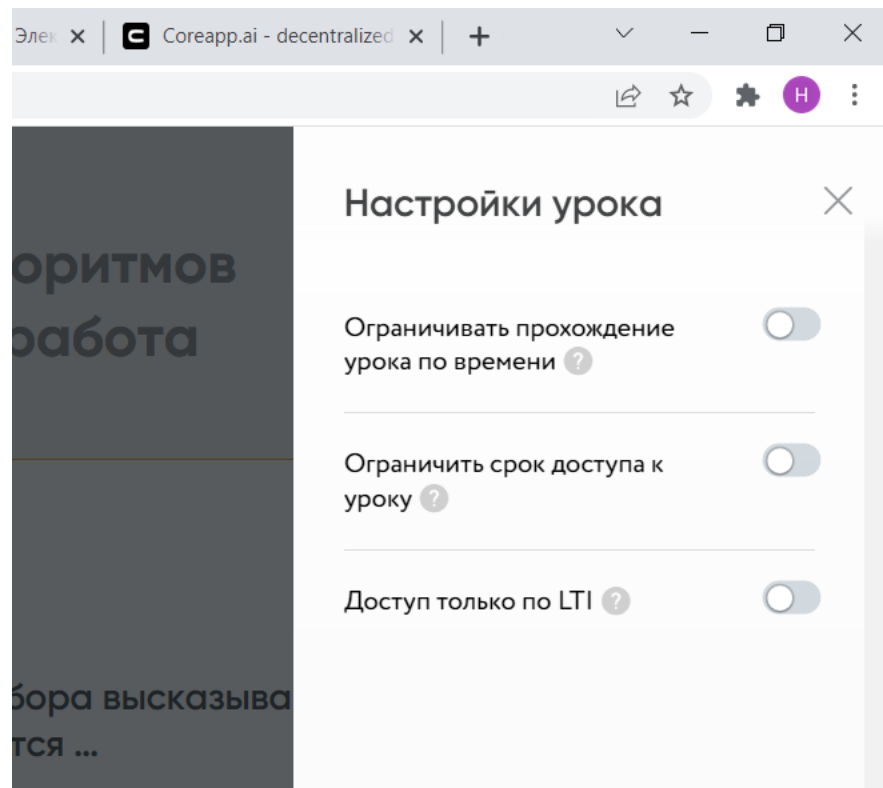 Элек
Coreapp.ai - decentralized
H
Настройки урока
оритмов
работа
Ограничивать прохождение
урока по времени ?
Ограничить срок доступа к
уроку ?
Доступ только по LTI ?
бора высказыва
тся ...